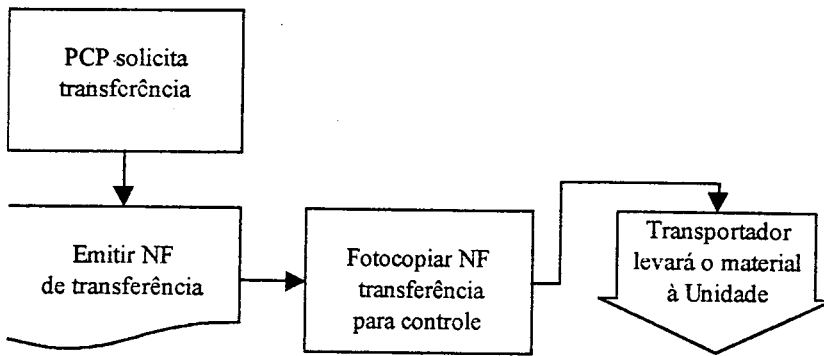 PCP solicita
transferência
Emitir NF
de transferência
Fotocopiar NF
transferência
para controle
Transportador
levará o material
à Unidade